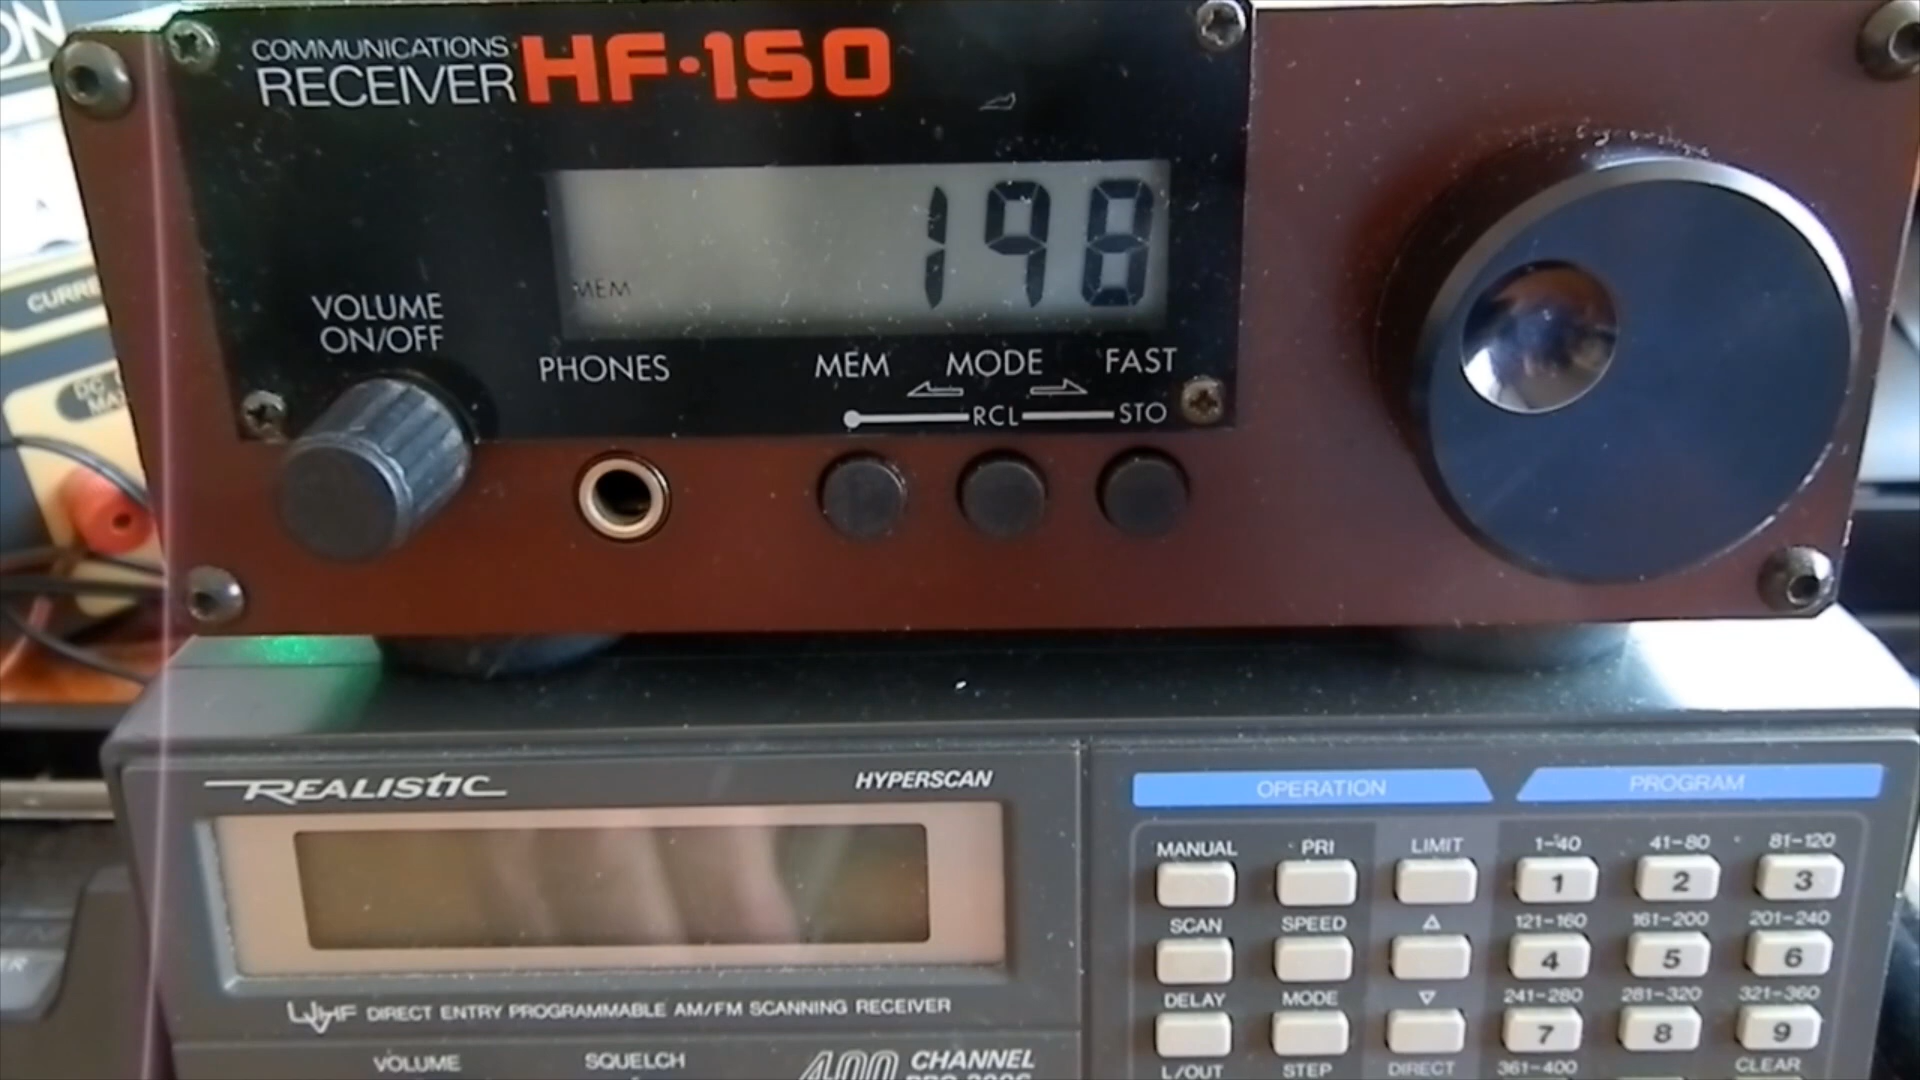 COMMUNICATIONS
RECEIVER HF·150
198
MEM
VOLUME
ON/OFF
PHONES
MEM MODE FAST
RCL STO
REALISTIC
HYPERSCAN
OPERATION PROGRAM
MANUAL PRI LIMIT 1-40 41-80 81-120
1 2 3
SCAN SPEED △ 121-160 161-200 201-240
4 5 6
DELAY MODE ▽ 241-280 281-320 321-360
7 8 9
L/OUT STEP DIRECT 361-400 CLEAR
DIRECT ENTRY PROGRAMMABLE AM/FM SCANNING RECEIVER
VOLUME SQUELCH
400 CHANNEL